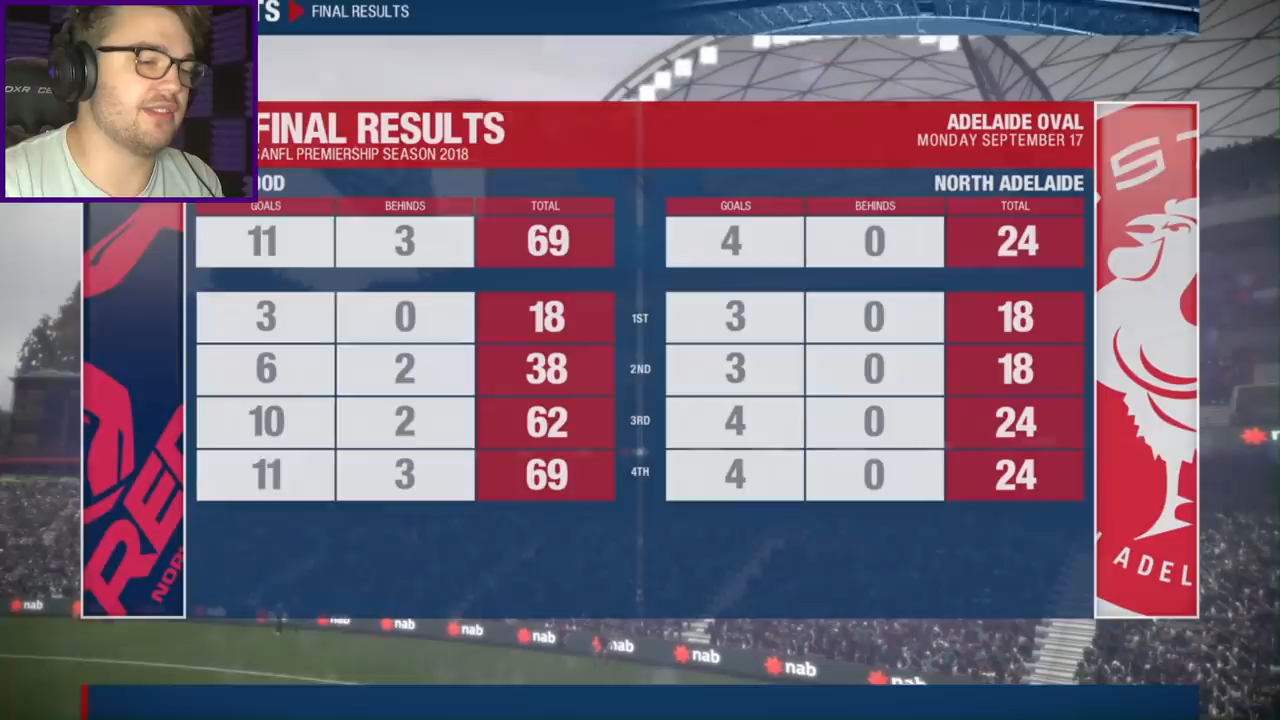 TS FINAL RESULTS
FINAL RESULTS
SANFL PREMIERSHIP SEASON 2018
ADELAIDE OVAL
MONDAY SEPTEMBER 17
OOD
NORTH ADELAIDE
GOALS BEHINDS TOTAL
GOALS BEHINDS TOTAL
11 3 69
4 0 24
3 0 18 1ST 3 0 18
6 2 38 2ND 3 0 18
10 2 62 3RD 4 0 24
11 3 69 4TH 4 0 24
RED
NOR
ADEL
nab
nab
nab
nab
nab
nab
nab
nab